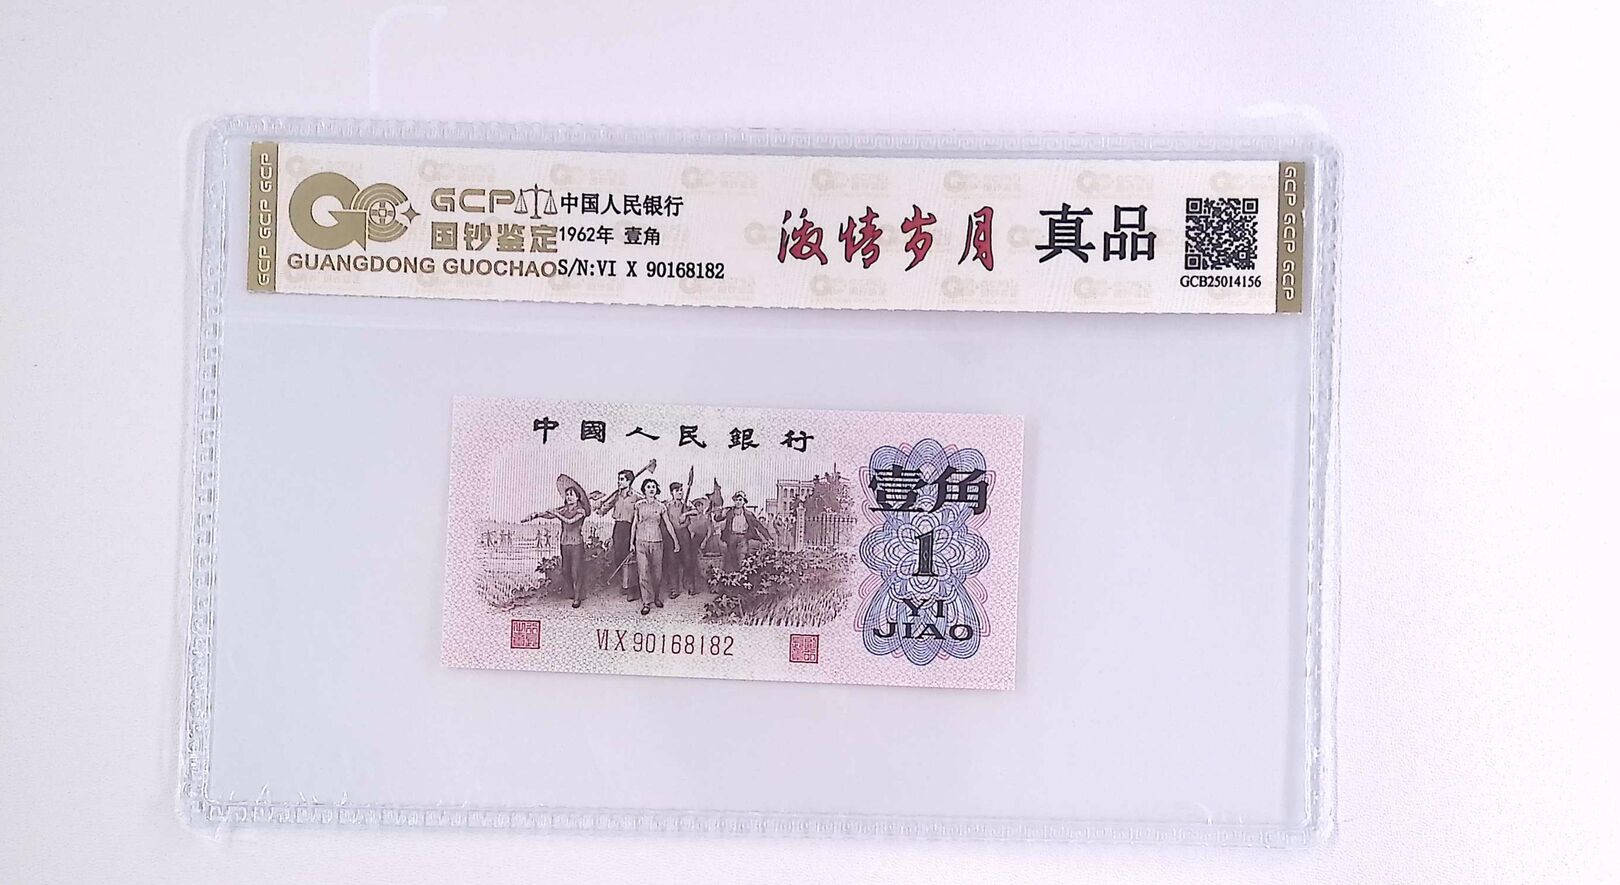 GCP GCP GCP
GCP
国钞鉴定
GUANGDONG GUOCHAO
中国人民银行
1962年 壹角
S/N:VI X 90168182
激情岁月
真品
GCB25014156
GCP GCP GCP
中國人民銀行
壹角
1
YI
JIAO
VI X 90168182